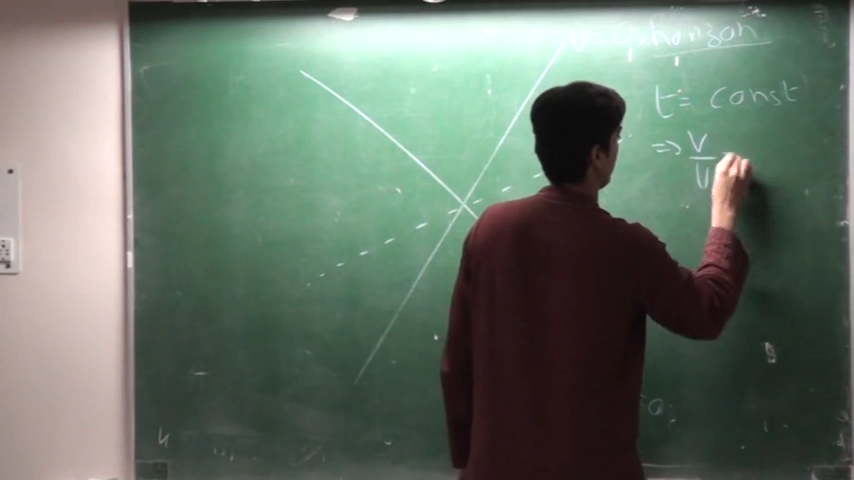 horizon
t = const
⇒ V
U